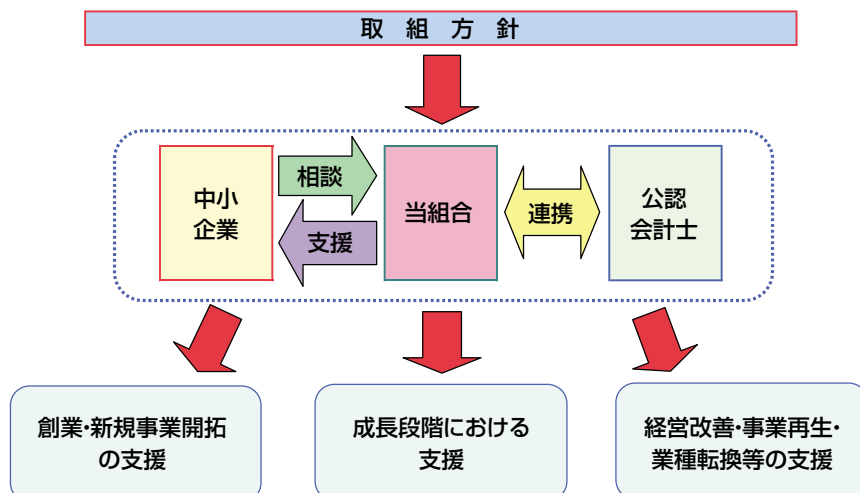 取組方針
中小
企業
相談
支援
当組合
連携
公認
会計士
創業・新規事業開拓
の支援
成長段階における
支援
経営改善・事業再生・
業種転換等の支援